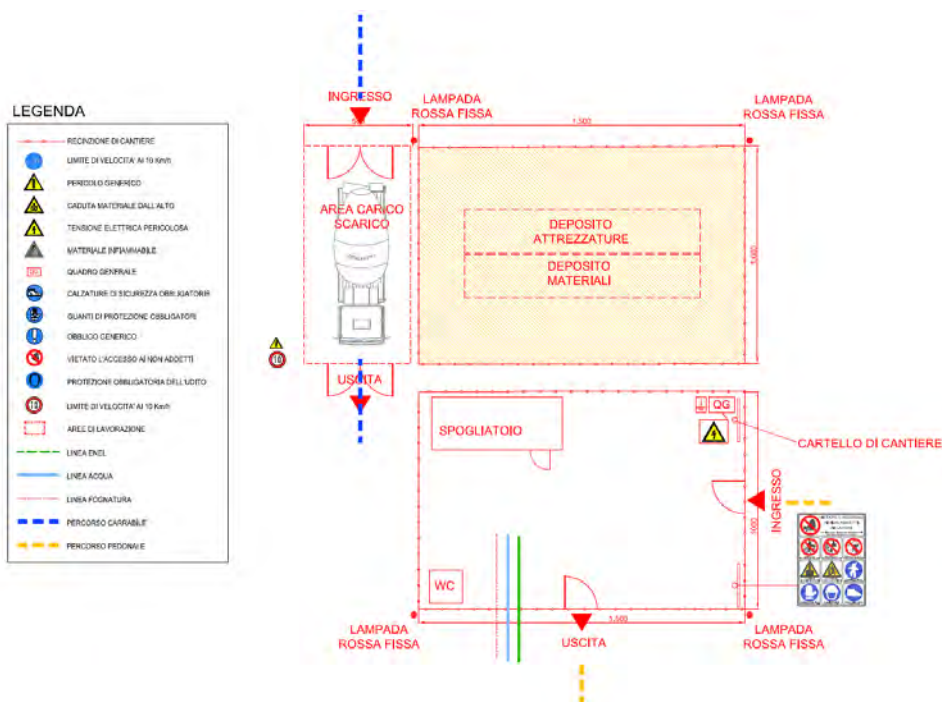 LEGENDA
RECINZIONE DI CANTIERE
LIMITE DI VELOCITA' AI 10 Km/h
PERICOLO GENERICO
CADUTA MATERIALE DALL'ALTO
TENSIONE ELETTRICA PERICOLOSA
MATERIALE INFIAMMABILE
QG
QUADRO GENERALE
CALZATURE DI SICUREZZA OBBLIGATORIE
GUANTI DI PROTEZIONE OBBLIGATORI
OBBLIGO GENERICO
VIETATO L'ACCESSO AI NON ADDETTI
PROTEZIONE OBBLIGATORIA DELL'UDITO
10
LIMITE DI VELOCITA' AI 10 Km/h
AREE DI LAVORAZIONE
LINEA ENEL
LINEA ACQUA
LINEA FOGNATURA
PERCORSO CARRABILE
PERCORSO PEDONALE
INGRESSO
LAMPADA
ROSSA FISSA
LAMPADA
ROSSA FISSA
AREA CARICO
SCARICO
DEPOSITO
ATTREZZATURE
DEPOSITO
MATERIALI
10
USCITA
SPOGLIATOIO
QG
CARTELLO DI CANTIERE
INGRESSO
WC
LAMPADA
ROSSA FISSA
USCITA
LAMPADA
ROSSA FISSA